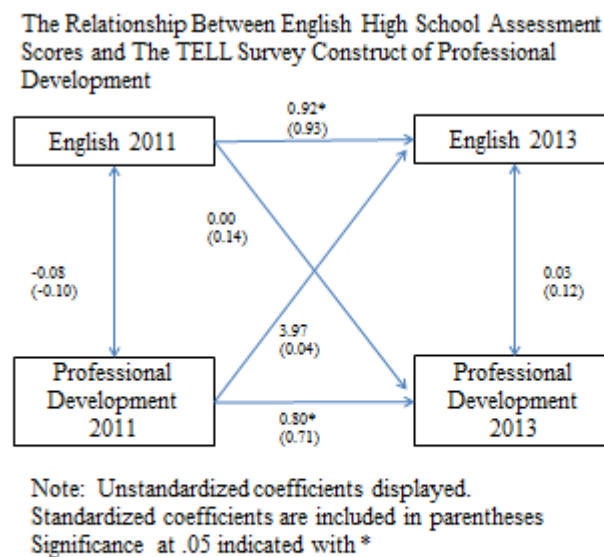 The Relationship Between English High School Assessment
Scores and The TELL Survey Construct of Professional
Development
0.92*
(0.93)
English 2011
English 2013
0.00
(0.14)
-0.08
(-0.10)
0.03
(0.12)
3.97
(0.04)
Professional
Development
2011
Professional
Development
2013
0.80*
(0.71)
Note: Unstandardized coefficients displayed.
Standardized coefficients are included in parentheses
Significance at .05 indicated with *